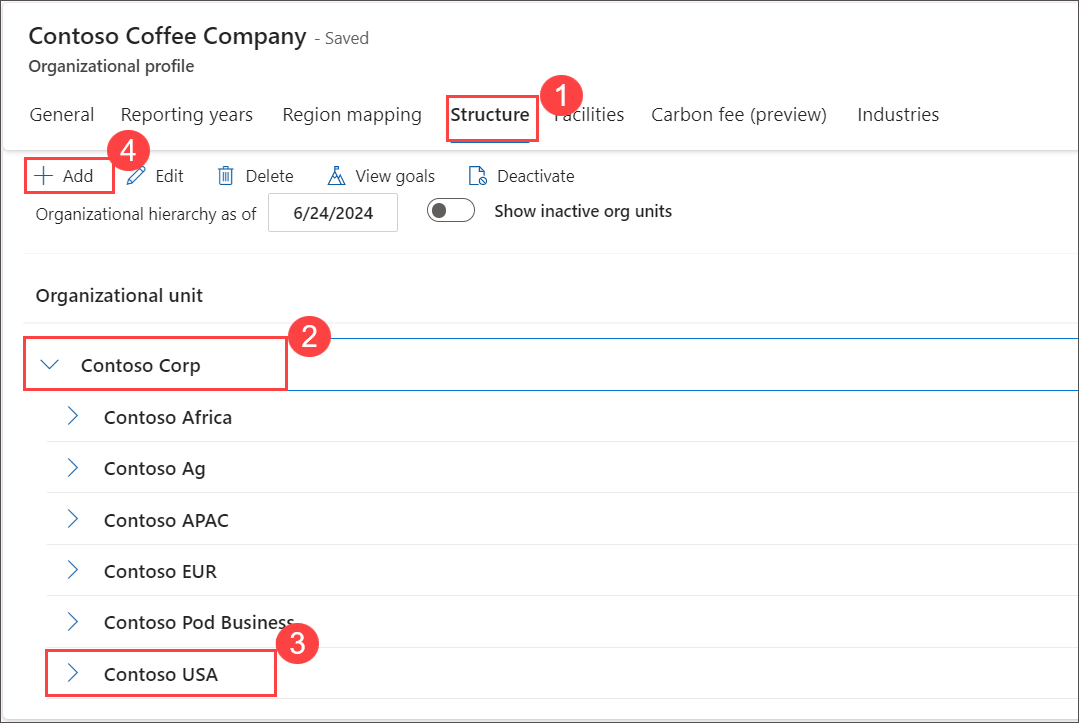 Contoso Coffee Company - Saved
Organizational profile
General Reporting years Region mapping Structure 1 Facilities Carbon fee (preview) Industries
4
Add Edit Delete View goals Deactivate
Organizational hierarchy as of 6/24/2024 Show inactive org units
Organizational unit
2
Contoso Corp
Contoso Africa
Contoso Ag
Contoso APAC
Contoso EUR
Contoso Pod Business
3
Contoso USA